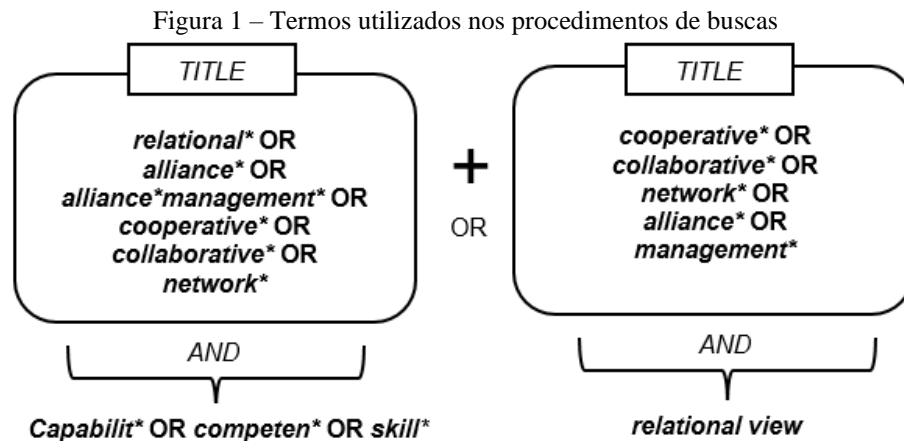 Figura 1 – Termos utilizados nos procedimentos de buscas
TITLE
relational* OR
alliance* OR
alliance*management* OR
cooperative* OR
collaborative* OR
network*
AND
Capabilit* OR competen* OR skill*
+
OR
TITLE
cooperative* OR
collaborative* OR
network* OR
alliance* OR
management*
AND
relational view